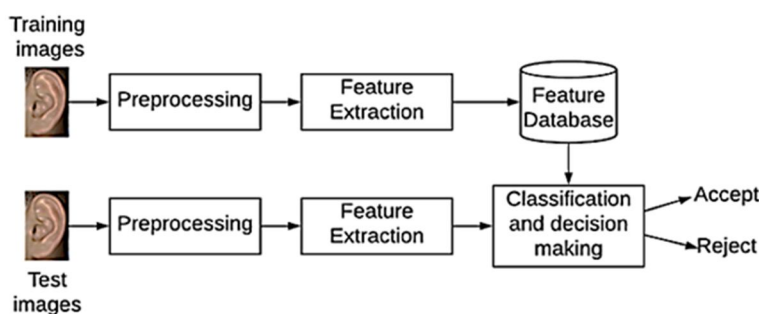 Training
images
Preprocessing
Feature
Extraction
Feature
Database
Preprocessing
Feature
Extraction
Classification
and decision
making
Accept
Reject
Test
images